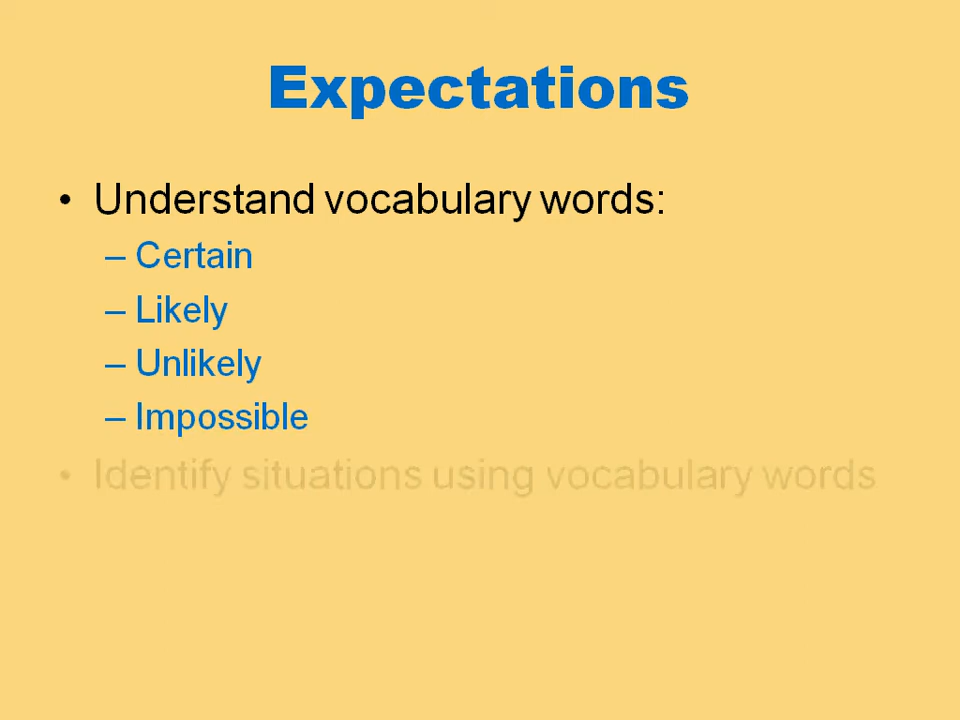 Expectations
• Understand vocabulary words:
– Certain
– Likely
– Unlikely
– Impossible
• Identify situations using vocabulary words